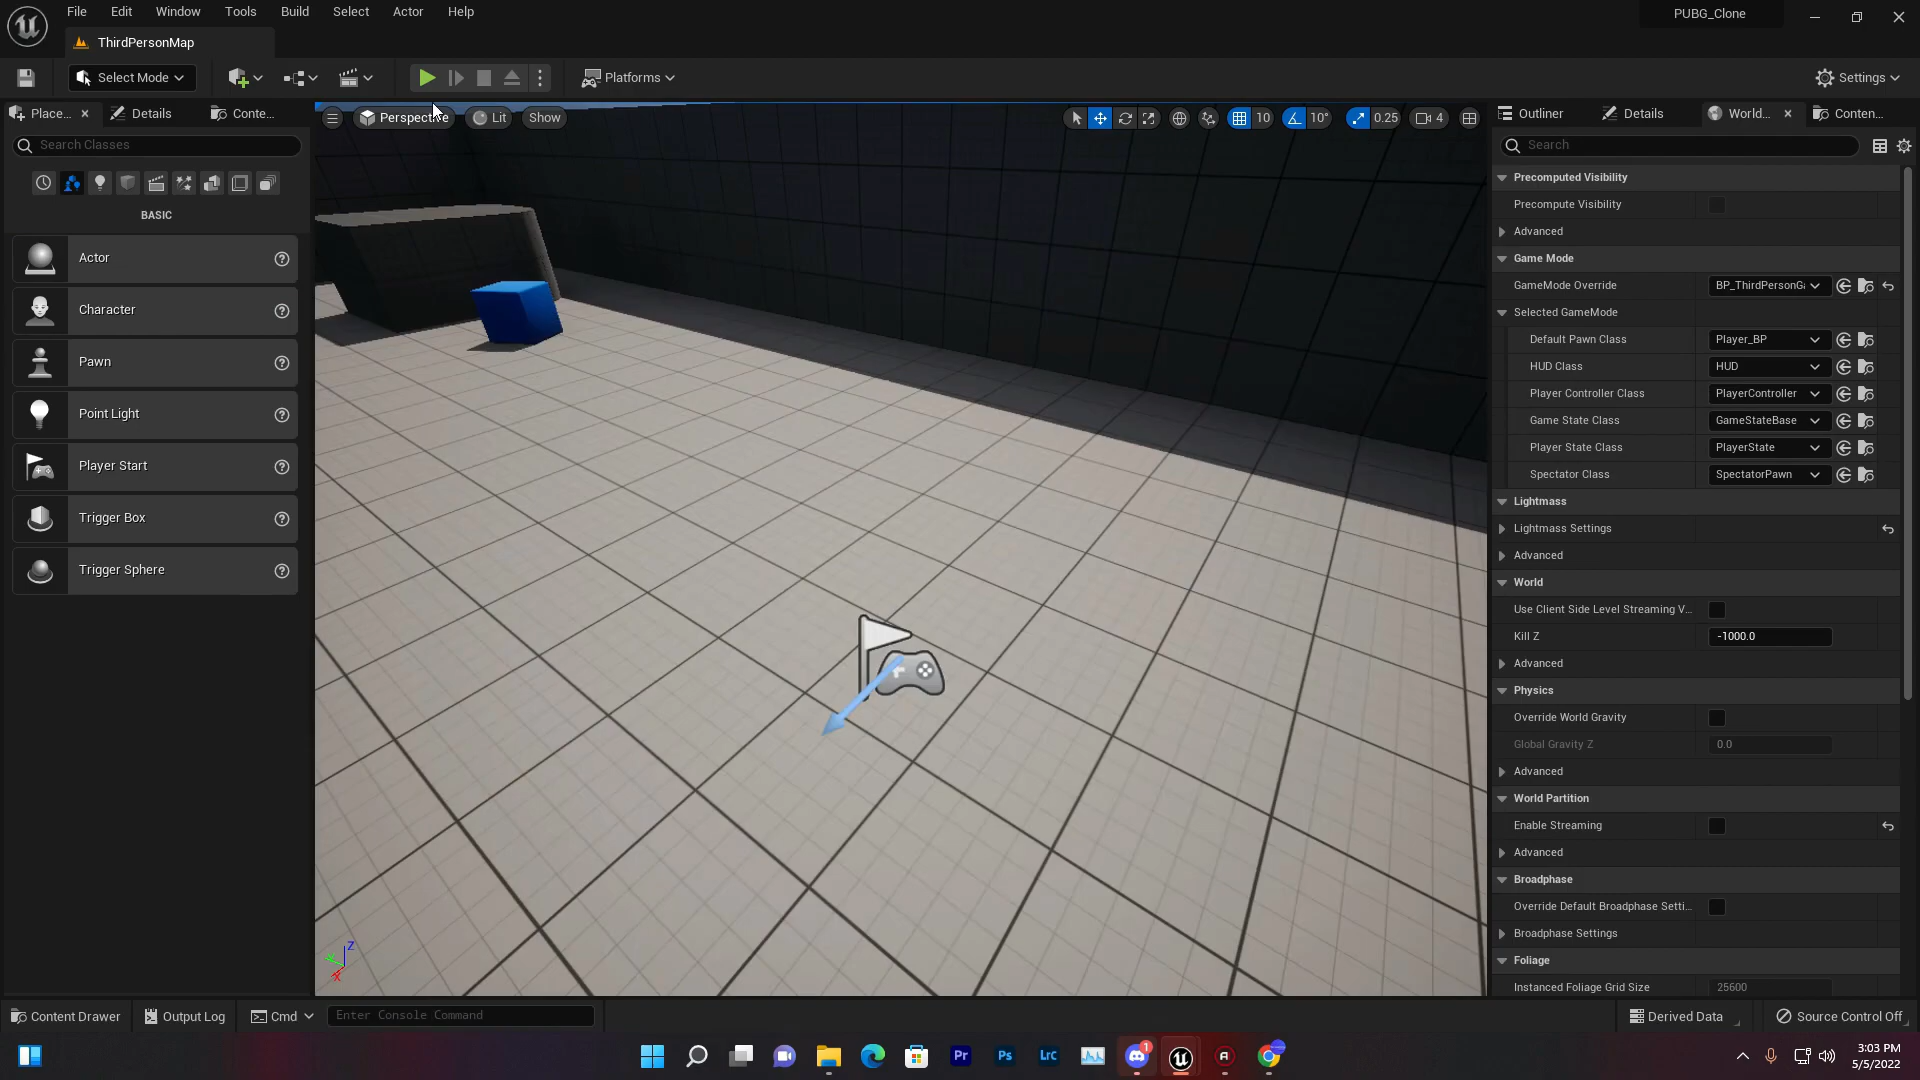 File Edit Window Tools Build Select Actor Help
PUBG_Clone
ThirdPersonMap
Select Mode
Platforms
Settings
Place...
Details
Conte...
Search Classes
BASIC
Actor
Character
Pawn
Point Light
Player Start
Trigger Box
Trigger Sphere
Perspective
Lit
Show
10
10°
0.25
4
Z
X
Outliner
Details
World...
Conten...
Search
Precomputed Visibility
Precompute Visibility
Advanced
Game Mode
GameMode Override BP_ThirdPersonGa
Selected GameMode
Default Pawn Class Player_BP
HUD Class HUD
Player Controller Class PlayerController
Game State Class GameStateBase
Player State Class PlayerState
Spectator Class SpectatorPawn
Lightmass
Lightmass Settings
Advanced
World
Use Client Side Level Streaming V...
Kill Z -1000.0
Advanced
Physics
Override World Gravity
Global Gravity Z 0.0
Advanced
World Partition
Enable Streaming
Advanced
Broadphase
Override Default Broadphase Setti...
Broadphase Settings
Foliage
Instanced Foliage Grid Size 25600
Content Drawer
Output Log
Cmd
Enter Console Command
Derived Data
Source Control Off
Pr
Ps
LrC
1
3:03 PM
5/5/2022